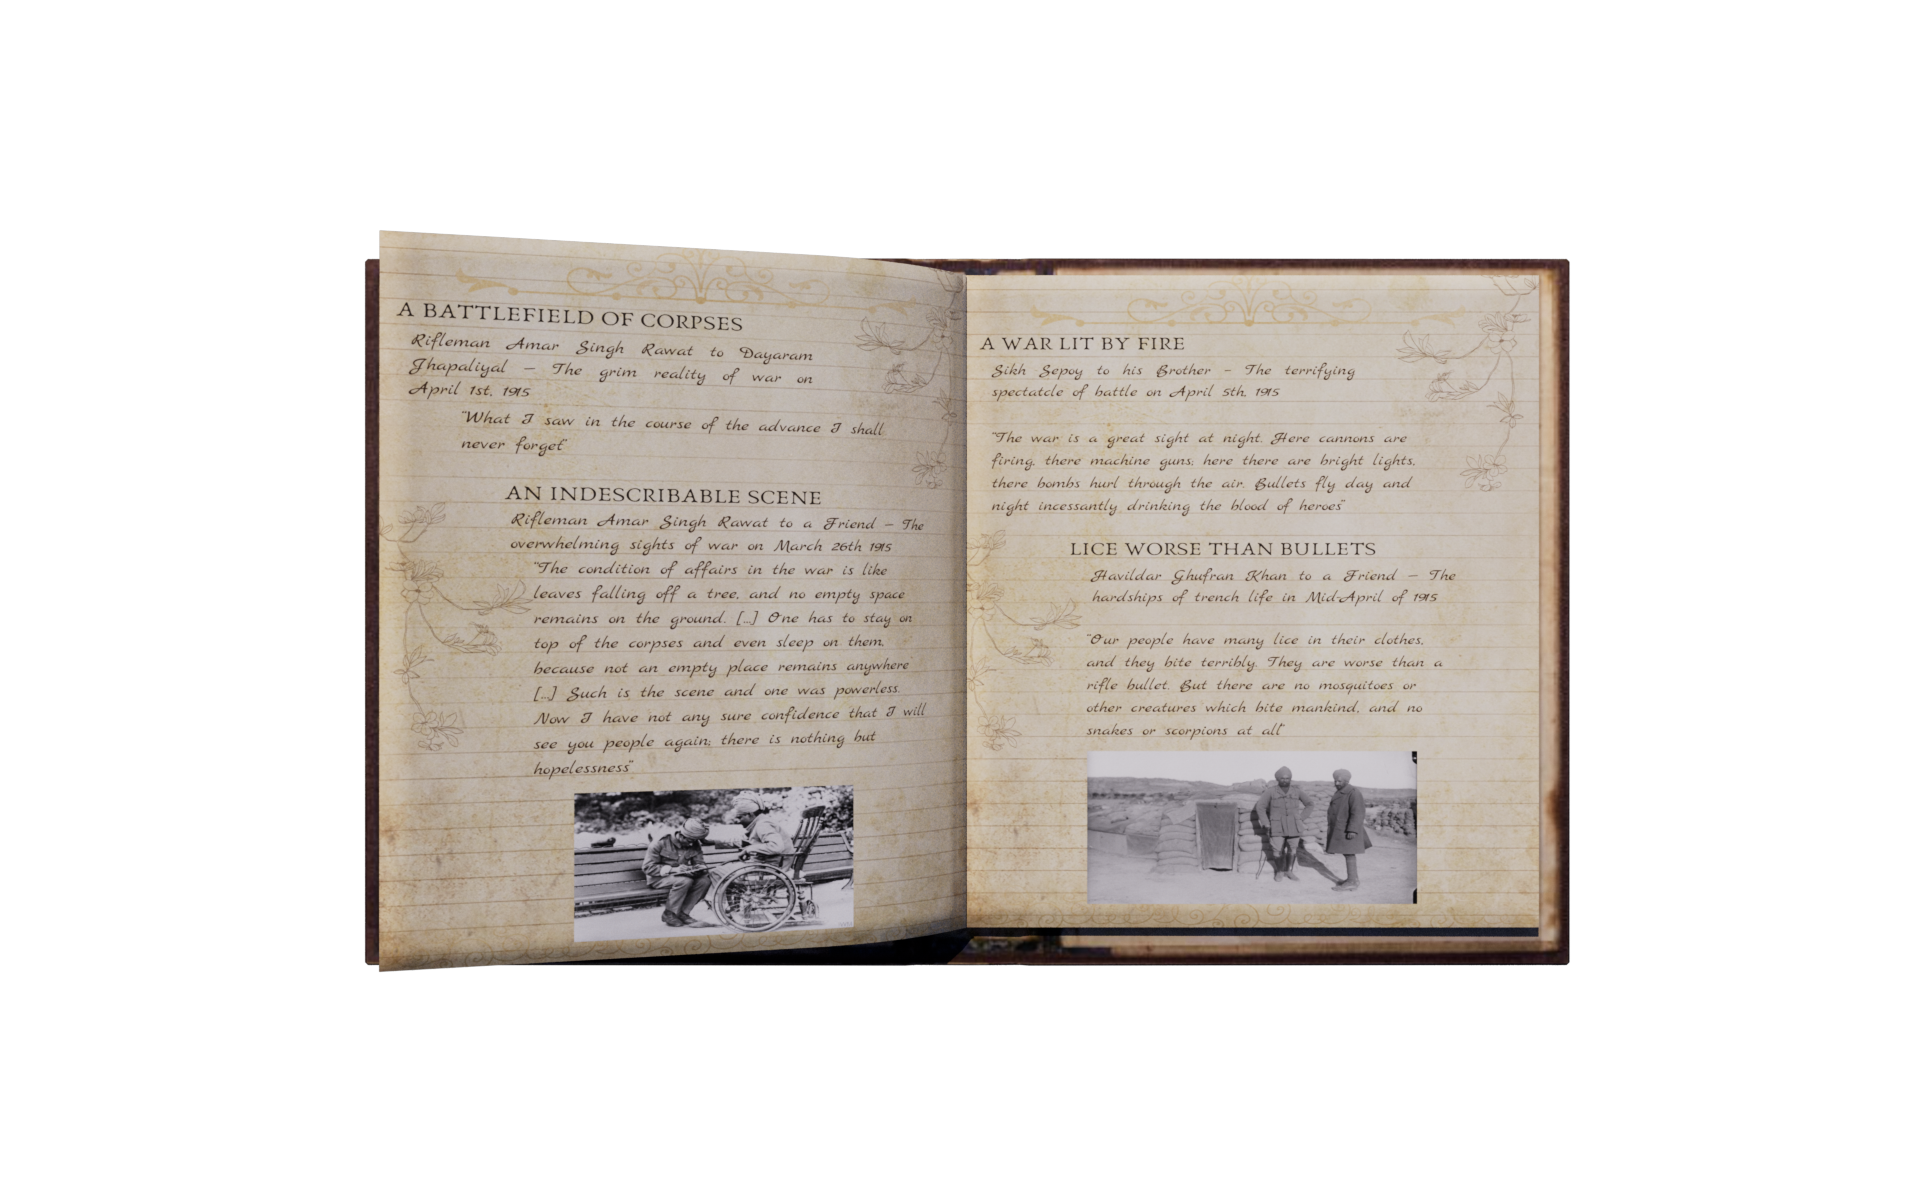 A BATTLEFIELD OF CORPSES
Rifleman Amar Singh Rawat to Dayaram
Jhapaliyal – The grim reality of war on
April 1st, 1915
"What I saw in the course of the advance I shall
never forget"
AN INDESCRIBABLE SCENE
Rifleman Amar Singh Rawat to a Friend – The
overwhelming sights of war on March 26th 1915
"The condition of affairs in the war is like
leaves falling off a tree, and no empty space
remains on the ground. [...] One has to stay on
top of the corpses and even sleep on them,
because not an empty place remains anywhere
[...] Such is the scene and one was powerless.
Now I have not any sure confidence that I will
see you people again; there is nothing but
hopelessness"
A WAR LIT BY FIRE
Sikh Sepoy to his Brother – The terrifying
spectatcle of battle on April 5th, 1915
"The war is a great sight at night. Here cannons are
firing, there machine guns; here there are bright lights,
there bombs hurl through the air. Bullets fly day and
night incessantly drinking the blood of heroes"
LICE WORSE THAN BULLETS
Havildar Ghufran Khan to a Friend – The
hardships of trench life in Mid-April of 1915
"Our people have many lice in their clothes,
and they bite terribly. They are worse than a
rifle bullet. But there are no mosquitoes or
other creatures which bite mankind, and no
snakes or scorpions at all"